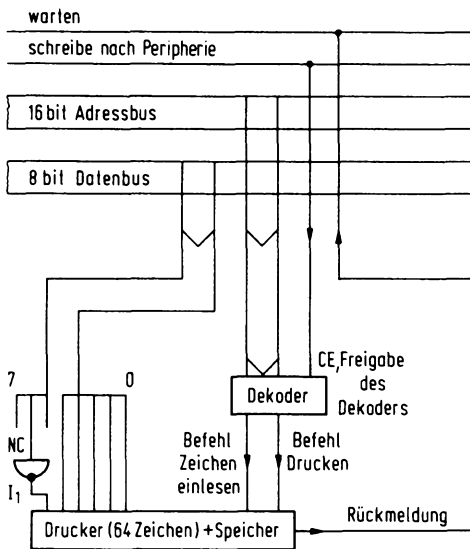 warten
schreibe nach Peripherie
16 bit Adressbus
8 bit Datenbus
7
0
CE, Freigabe
des
Dekoders
Dekoder
NC
Befehl
Zeichen
einlesen
Befehl
Drucken
I1
Drucker (64 Zeichen) + Speicher
Rückmeldung